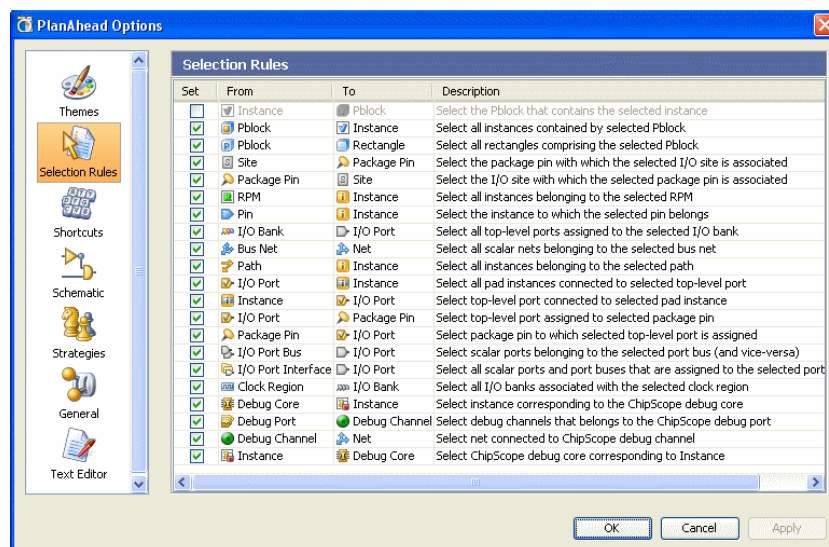 PlanAhead Options
Themes
Selection Rules
Shortcuts
Schematic
Strategies
General
Text Editor
Selection Rules
Set From To Description
Instance Pblock Select the Pblock that contains the selected instance
Pblock Instance Select all instances contained by selected Pblock
Pblock Rectangle Select all rectangles comprising the selected Pblock
Site Package Pin Select the package pin with which the selected I/O site is associated
Package Pin Site Select the I/O site with which the selected package pin is associated
RPM Instance Select all instances belonging to the selected RPM
Pin Instance Select the instance to which the selected pin belongs
I/O Bank I/O Port Select all top-level ports assigned to the selected I/O bank
Bus Net Net Select all scalar nets belonging to the selected bus net
Path Instance Select all instances belonging to the selected path
I/O Port Instance Select all pad instances connected to selected top-level port
Instance I/O Port Select top-level port connected to selected pad instance
I/O Port Package Pin Select top-level port assigned to selected package pin
Package Pin I/O Port Select package pin to which selected top-level port is assigned
I/O Port Bus I/O Port Select scalar ports belonging to the selected port bus (and vice-versa)
I/O Port Interface I/O Port Select all scalar ports and port buses that are assigned to the selected port
Clock Region I/O Bank Select all I/O banks associated with the selected clock region
Debug Core Instance Select instance corresponding to the ChipScope debug core
Debug Port Debug Channel Select debug channels that belongs to the ChipScope debug port
Debug Channel Net Select net connected to ChipScope debug channel
Instance Debug Core Select ChipScope debug core corresponding to Instance
OK Cancel Apply